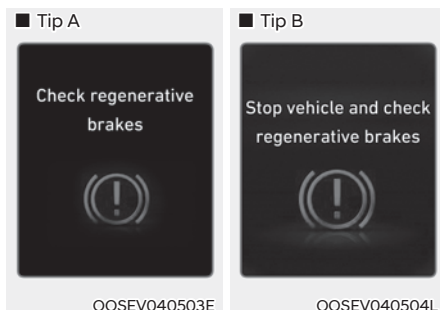 ■ Tip A
Check regenerative
brakes
OOSEV040503E
■ Tip B
Stop vehicle and check
regenerative brakes
OOSEV040504L